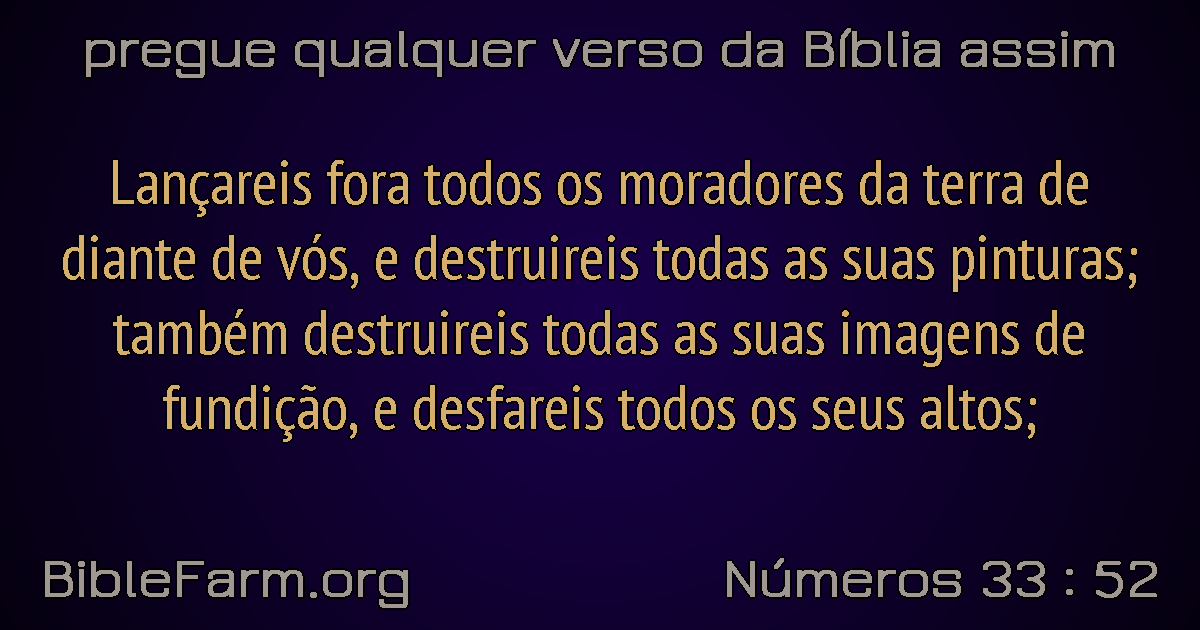 pregue qualquer verso da Bíblia assim
Lançareis fora todos os moradores da terra de
diante de vós, e destruireis todas as suas pinturas;
também destruireis todas as suas imagens de
fundição, e desfareis todos os seus altos;
BibleFarm.org
Números 33 : 52